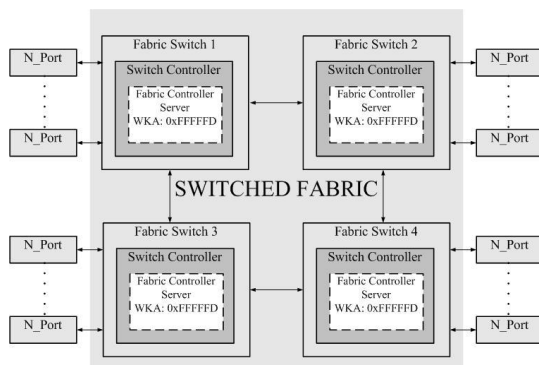 Fabric Switch 1
Fabric Switch 2
N_Port
Switch Controller
Switch Controller
N_Port
Fabric Controller
Server
WKA: 0xFFFFFD
Fabric Controller
Server
WKA: 0xFFFFFD
N_Port
N_Port
SWITCHED FABRIC
Fabric Switch 3
Fabric Switch 4
N_Port
Switch Controller
Switch Controller
N_Port
Fabric Controller
Server
WKA: 0xFFFFFD
Fabric Controller
Server
WKA: 0xFFFFFD
N_Port
N_Port